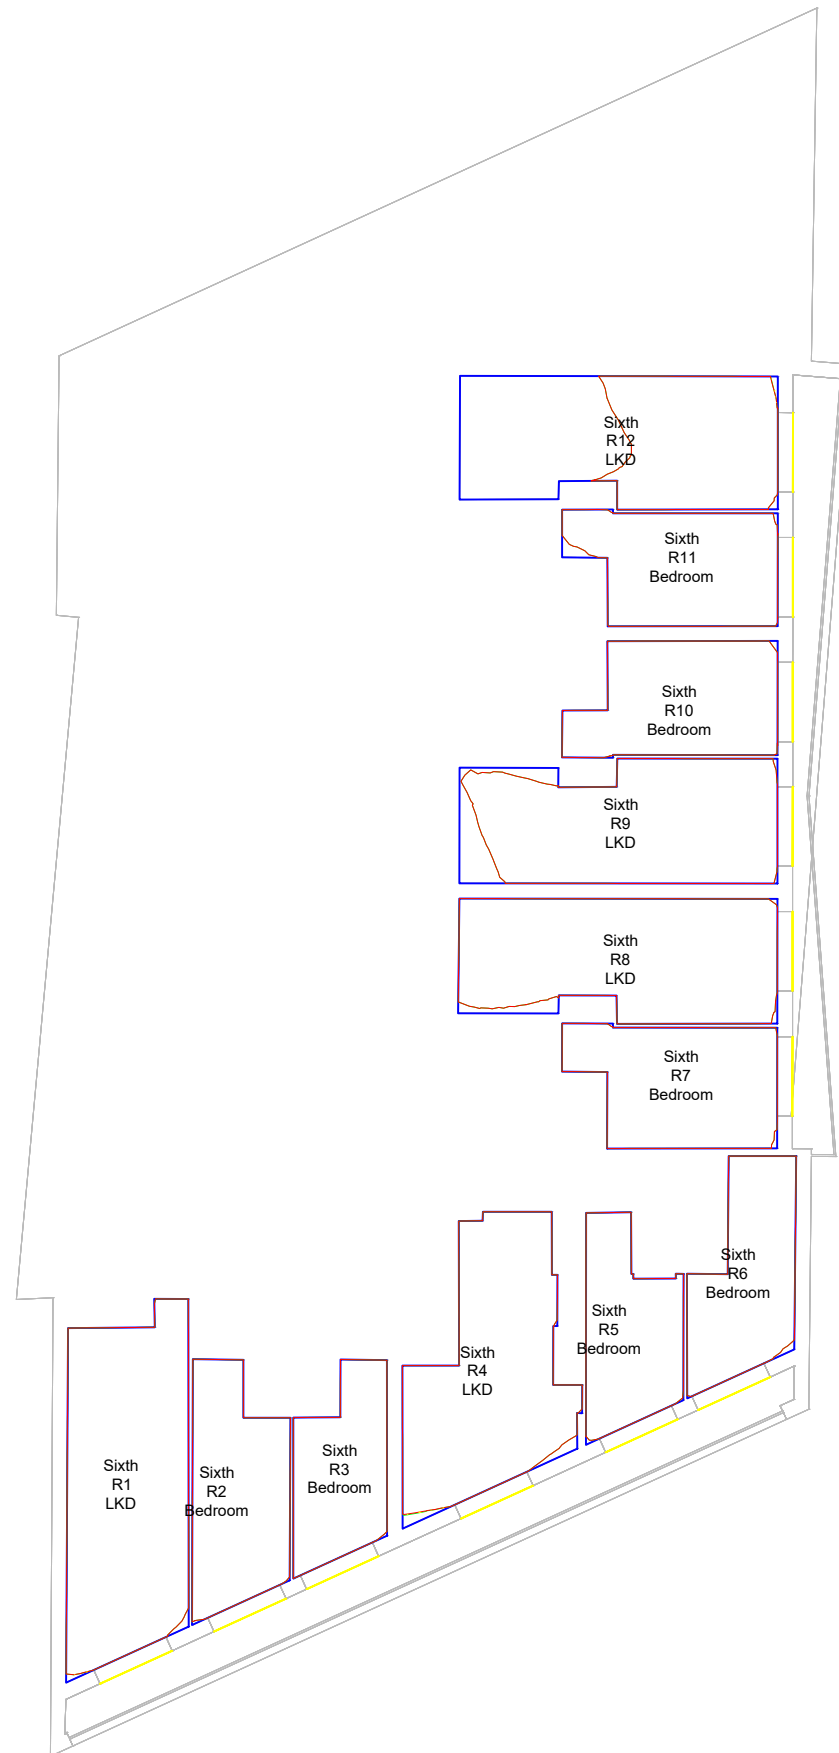 Sixth
R12
LKD
Sixth
R11
Bedroom
Sixth
R10
Bedroom
Sixth
R9
LKD
Sixth
R8
LKD
Sixth
R7
Bedroom
Sixth
R6
Bedroom
Sixth
R5
Bedroom
Sixth
R4
LKD
Sixth
R3
Bedroom
Sixth
R2
Bedroom
Sixth
R1
LKD